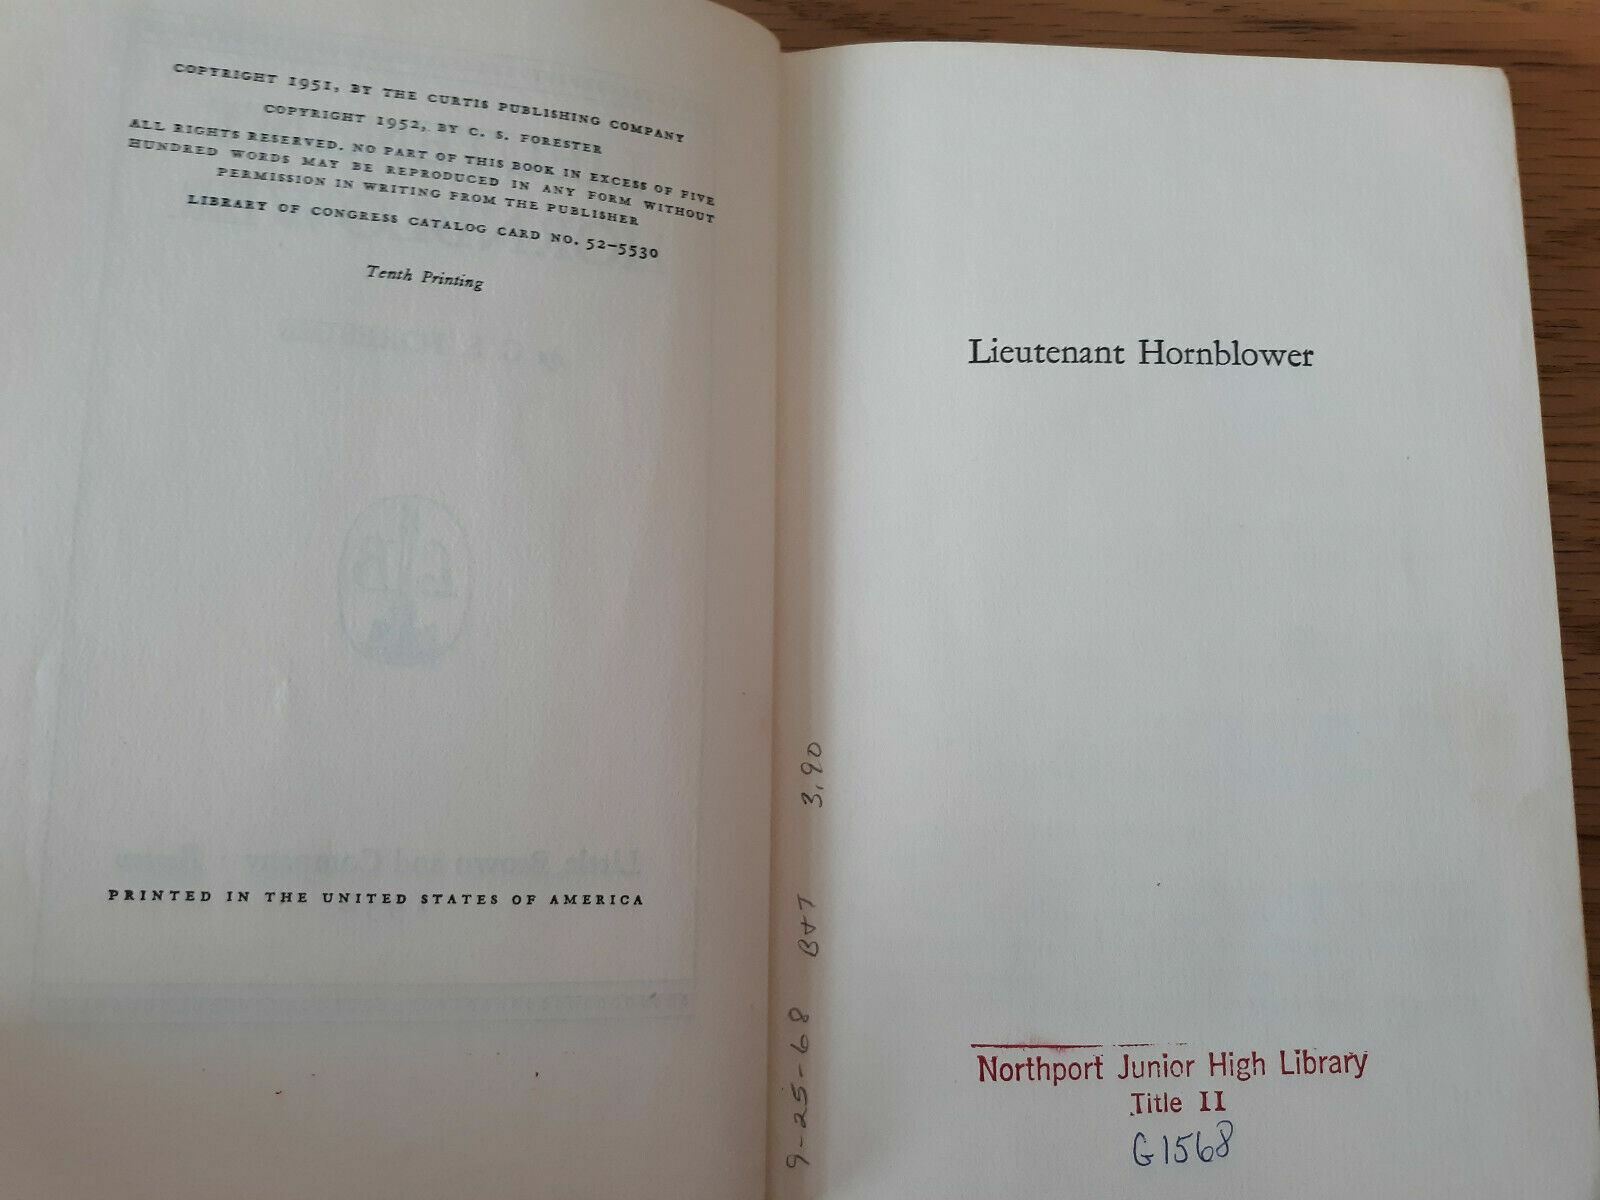 COPYRIGHT 1951, BY THE CURTIS PUBLISHING COMPANY
COPYRIGHT 1952, BY C. S. FORESTER
ALL RIGHTS RESERVED. NO PART OF THIS BOOK IN EXCESS OF FIVE
HUNDRED WORDS MAY BE REPRODUCED IN ANY FORM WITHOUT
PERMISSION IN WRITING FROM THE PUBLISHER
LIBRARY OF CONGRESS CATALOG CARD NO. 52-5530
Tenth Printing
PRINTED IN THE UNITED STATES OF AMERICA
9-25-68 B+T 3.90
Lieutenant Hornblower
Northport Junior High Library
Title II
G1568